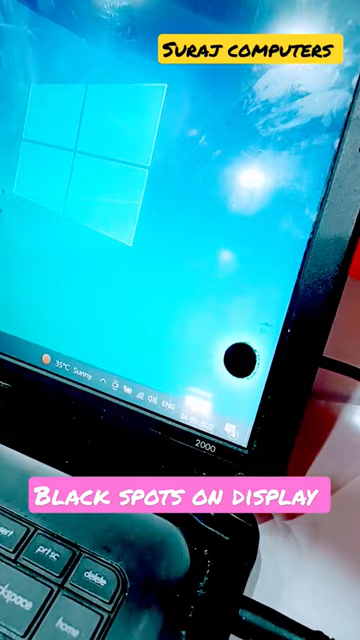 Suraj computers
35°C Sunny
ENG
2000
Black spots on display
prt sc
delete
home